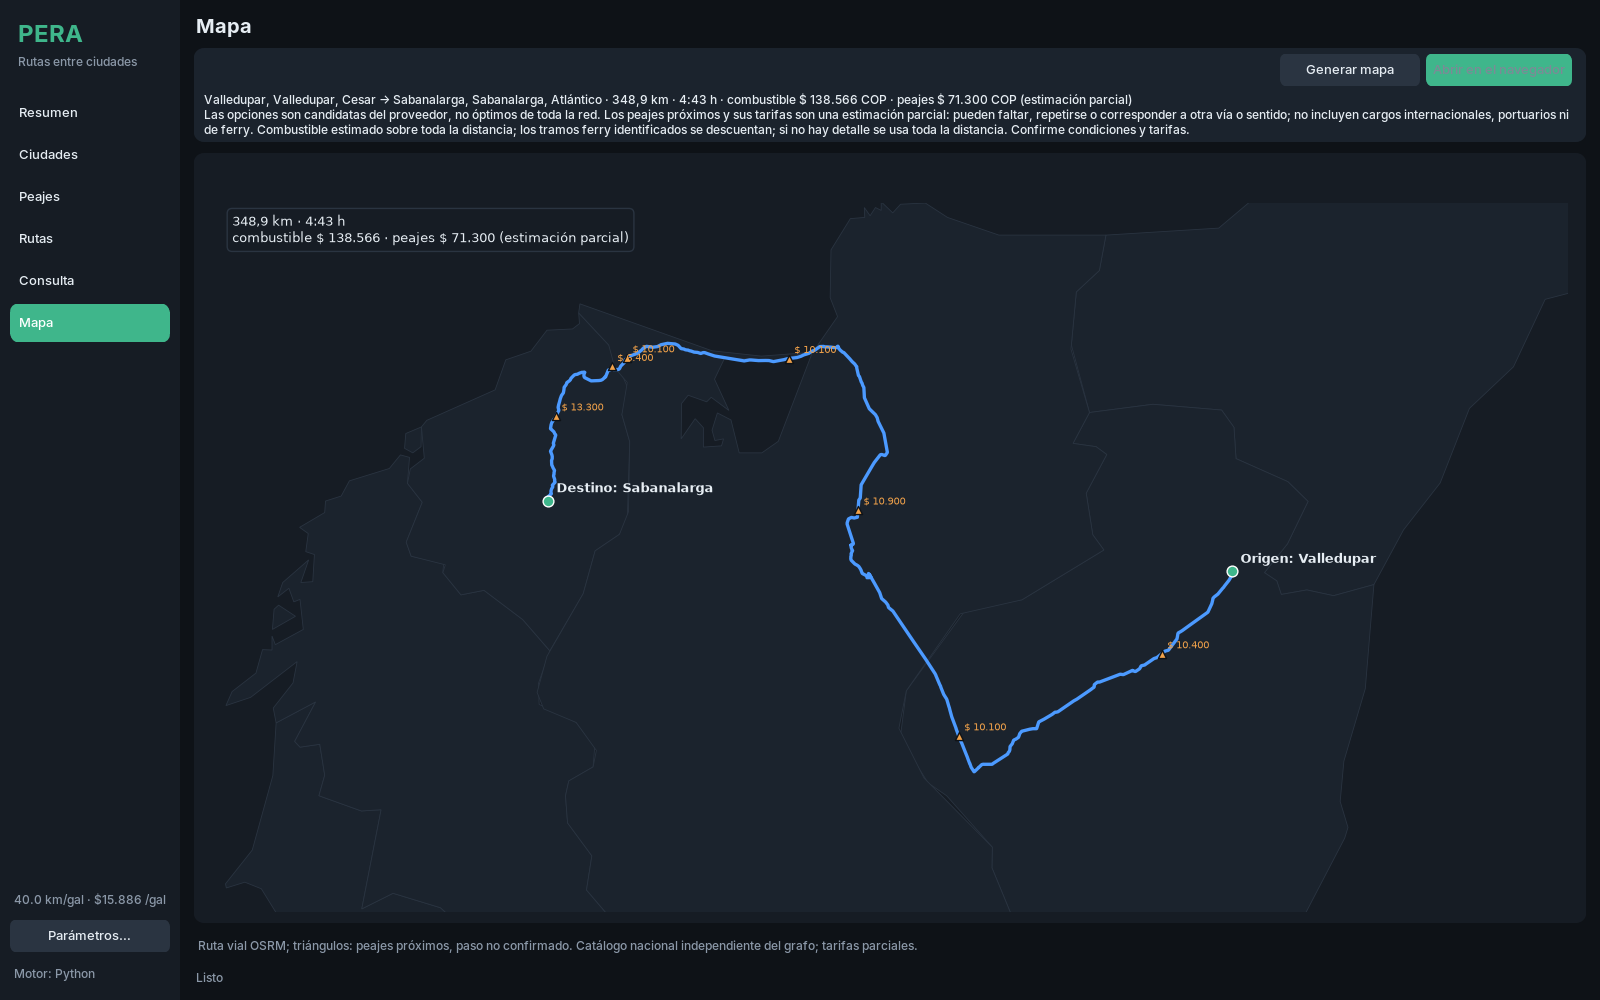 PERA
Rutas entre ciudades
Resumen
Ciudades
Peajes
Rutas
Consulta
Mapa
40.0 km/gal · $15.886 /gal
Parámetros...
Motor: Python
Mapa
Generar mapa
Abrir en el navegador
Valledupar, Valledupar, Cesar → Sabanalarga, Sabanalarga, Atlántico · 348,9 km · 4:43 h · combustible $ 138.566 COP · peajes $ 71.300 COP (estimación parcial)
Las opciones son candidatas del proveedor, no óptimos de toda la red. Los peajes próximos y sus tarifas son una estimación parcial: pueden faltar, repetirse o corresponder a otra vía o sentido; no incluyen cargos internacionales, portuarios ni
de ferry. Combustible estimado sobre toda la distancia; los tramos ferry identificados se descuentan; si no hay detalle se usa toda la distancia. Confirme condiciones y tarifas.
348,9 km · 4:43 h
combustible $ 138.566 · peajes $ 71.300 (estimación parcial)
$ 10.100
$ 10.100
$ 6.400
$ 13.300
Destino: Sabanalarga
$ 10.900
Origen: Valledupar
$ 10.400
$ 10.100
Ruta vial OSRM; triángulos: peajes próximos, paso no confirmado. Catálogo nacional independiente del grafo; tarifas parciales.
Listo